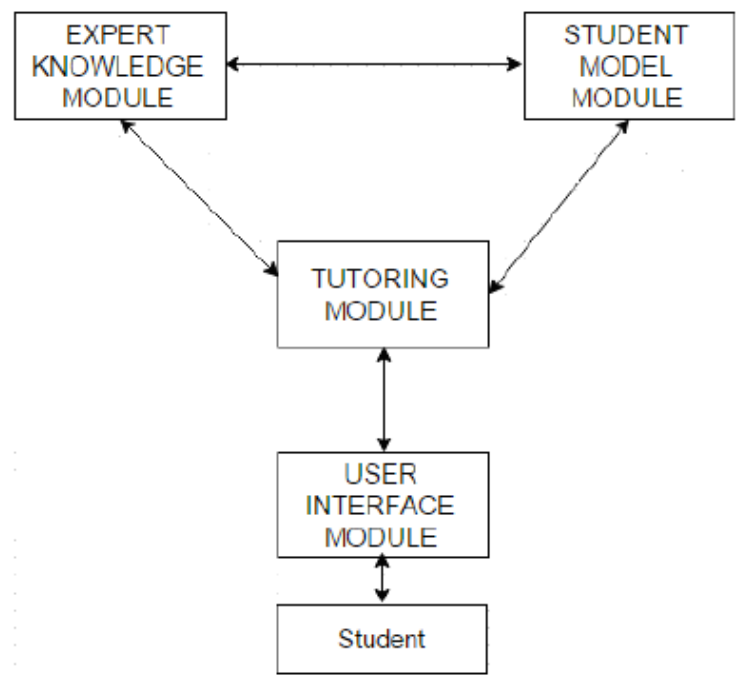 EXPERT
KNOWLEDGE
MODULE
STUDENT
MODEL
MODULE
TUTORING
MODULE
USER
INTERFACE
MODULE
Student